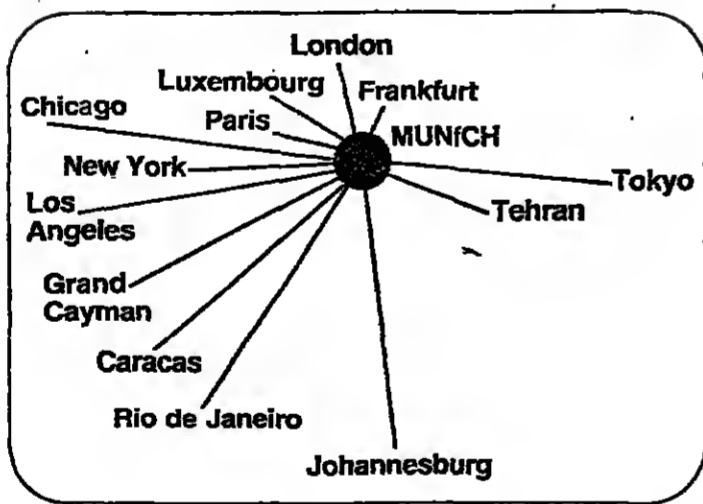 London
Luxembourg
Frankfurt
Chicago
Paris
MUNfCH
New York
Tokyo
Los
Angeles
Tehran
Grand
Cayman
Caracas
Rio de Janeiro
Johannesburg